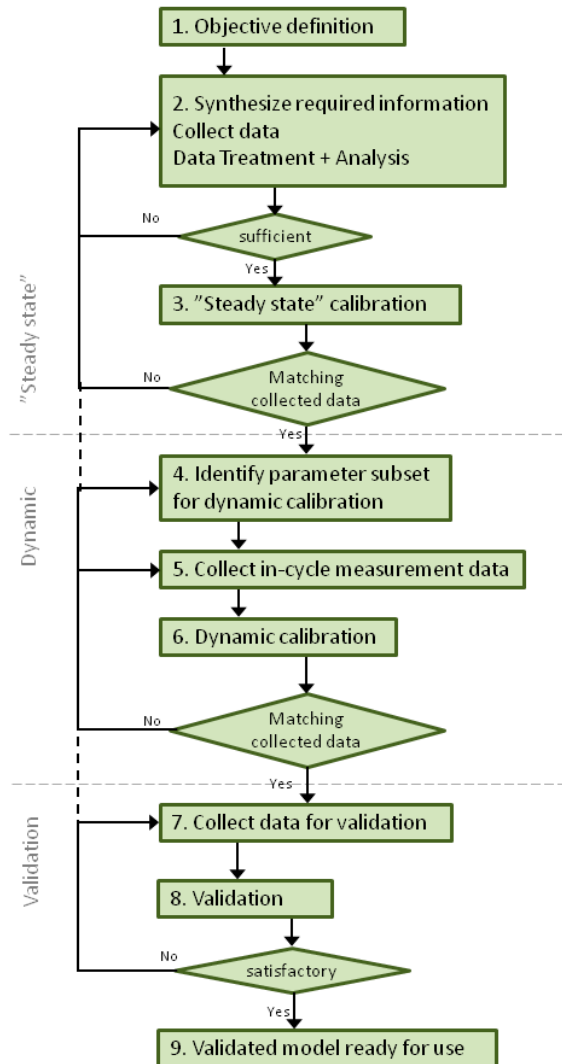 1. Objective definition
2. Synthesize required information
Collect data
Data Treatment + Analysis
No
sufficient
Yes
3. ”Steady state” calibration
”Steady state”
Matching
collected data
No
Yes
4. Identify parameter subset
for dynamic calibration
Dynamic
5. Collect in-cycle measurement data
6. Dynamic calibration
Matching
collected data
No
Yes
7. Collect data for validation
Validation
8. Validation
No
satisfactory
Yes
9. Validated model ready for use